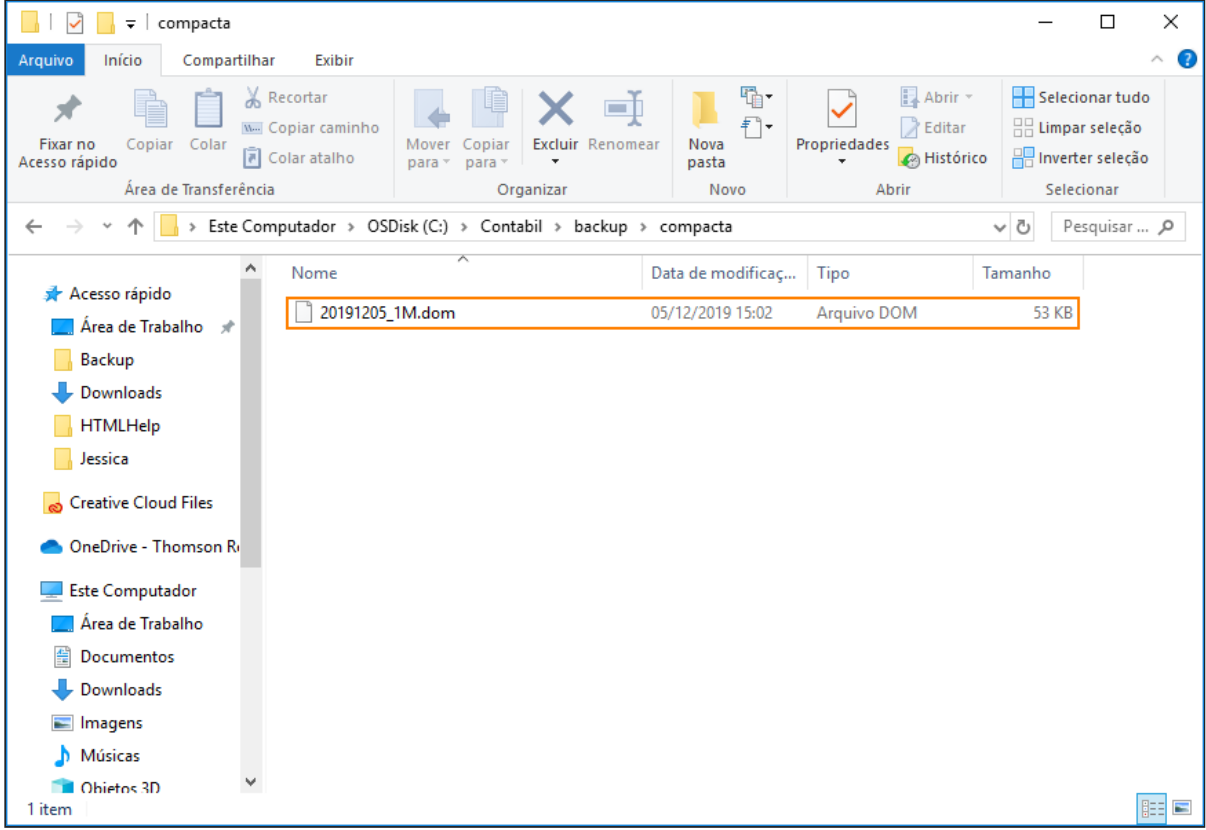 compacta
Arquivo Início Compartilhar Exibir
Fixar no Acesso rápido
Copiar
Colar
Recortar
Copiar caminho
Colar atalho
Área de Transferência
Mover para
Copiar para
Excluir
Renomear
Organizar
Nova pasta
Novo
Propriedades
Abrir
Editar
Histórico
Abrir
Selecionar tudo
Limpar seleção
Inverter seleção
Selecionar
Este Computador > OSDisk (C:) > Contabil > backup > compacta
Pesquisar ...
Nome Data de modificaç... Tipo Tamanho
20191205_1M.dom 05/12/2019 15:02 Arquivo DOM 53 KB
Acesso rápido
Área de Trabalho
Backup
Downloads
HTMLHelp
Jessica
Creative Cloud Files
OneDrive - Thomson R
Este Computador
Área de Trabalho
Documentos
Downloads
Imagens
Músicas
Objetos 3D
1 item